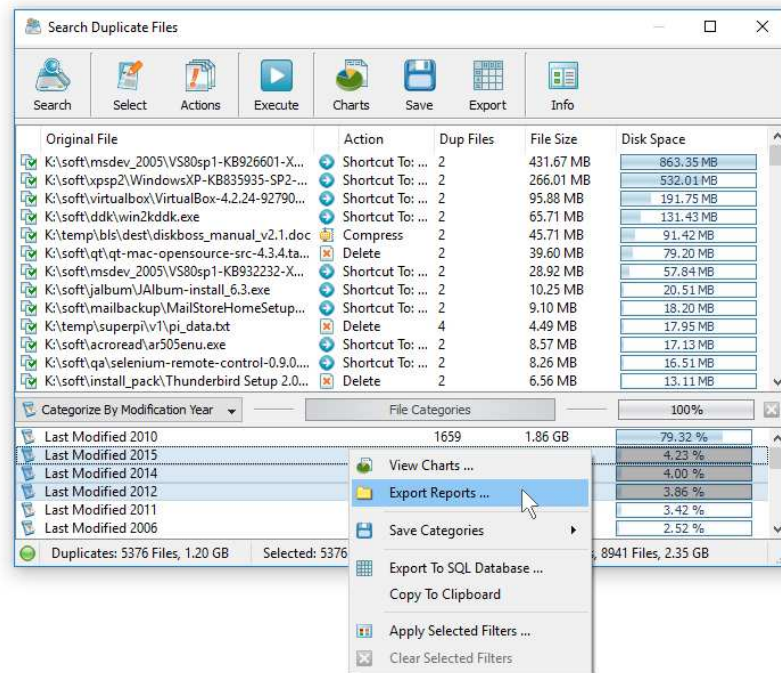 Search Duplicate Files
Search Select Actions Execute Charts Save Export Info
Original File Action Dup Files File Size Disk Space
K:\soft\msdev_2005\VS80sp1-KB926601-X... Shortcut To: ... 2 431.67 MB 863.35 MB
K:\soft\xpsp2\WindowsXP-KB835935-SP2-... Shortcut To: ... 2 266.01 MB 532.01 MB
K:\soft\virtualbox\VirtualBox-4.2.24-92790... Shortcut To: ... 2 95.88 MB 191.75 MB
K:\soft\ddk\win2kddk.exe Shortcut To: ... 2 65.71 MB 131.43 MB
K:\temp\bls\dest\diskboss_manual_v2.1.doc Compress 2 45.71 MB 91.42 MB
K:\soft\qt\qt-mac-opensource-src-4.3.4.ta... Delete 2 39.60 MB 79.20 MB
K:\soft\msdev_2005\VS80sp1-KB932232-X... Shortcut To: ... 2 28.92 MB 57.84 MB
K:\soft\jalbum\JAlbum-install_6.3.exe Shortcut To: ... 2 10.25 MB 20.51 MB
K:\soft\mailbackup\MailStoreHomeSetup... Shortcut To: ... 2 9.10 MB 18.20 MB
K:\temp\superpi\v1\pi_data.txt Delete 4 4.49 MB 17.95 MB
K:\soft\acroread\ar505enu.exe Shortcut To: ... 2 8.57 MB 17.13 MB
K:\soft\qa\selenium-remote-control-0.9.0.... Shortcut To: ... 2 8.26 MB 16.51 MB
K:\soft\install_pack\Thunderbird Setup 2.0... Delete 2 6.56 MB 13.11 MB
Categorize By Modification Year File Categories 100%
Last Modified 2010 1659 1.86 GB 79.32 %
Last Modified 2015 4.23 %
Last Modified 2014 4.00 %
Last Modified 2012 3.86 %
Last Modified 2011 3.42 %
Last Modified 2006 2.52 %
Duplicates: 5376 Files, 1.20 GB Selected: 5376 s, 8941 Files, 2.35 GB
View Charts ...
Export Reports ...
Save Categories
Export To SQL Database ...
Copy To Clipboard
Apply Selected Filters ...
Clear Selected Filters